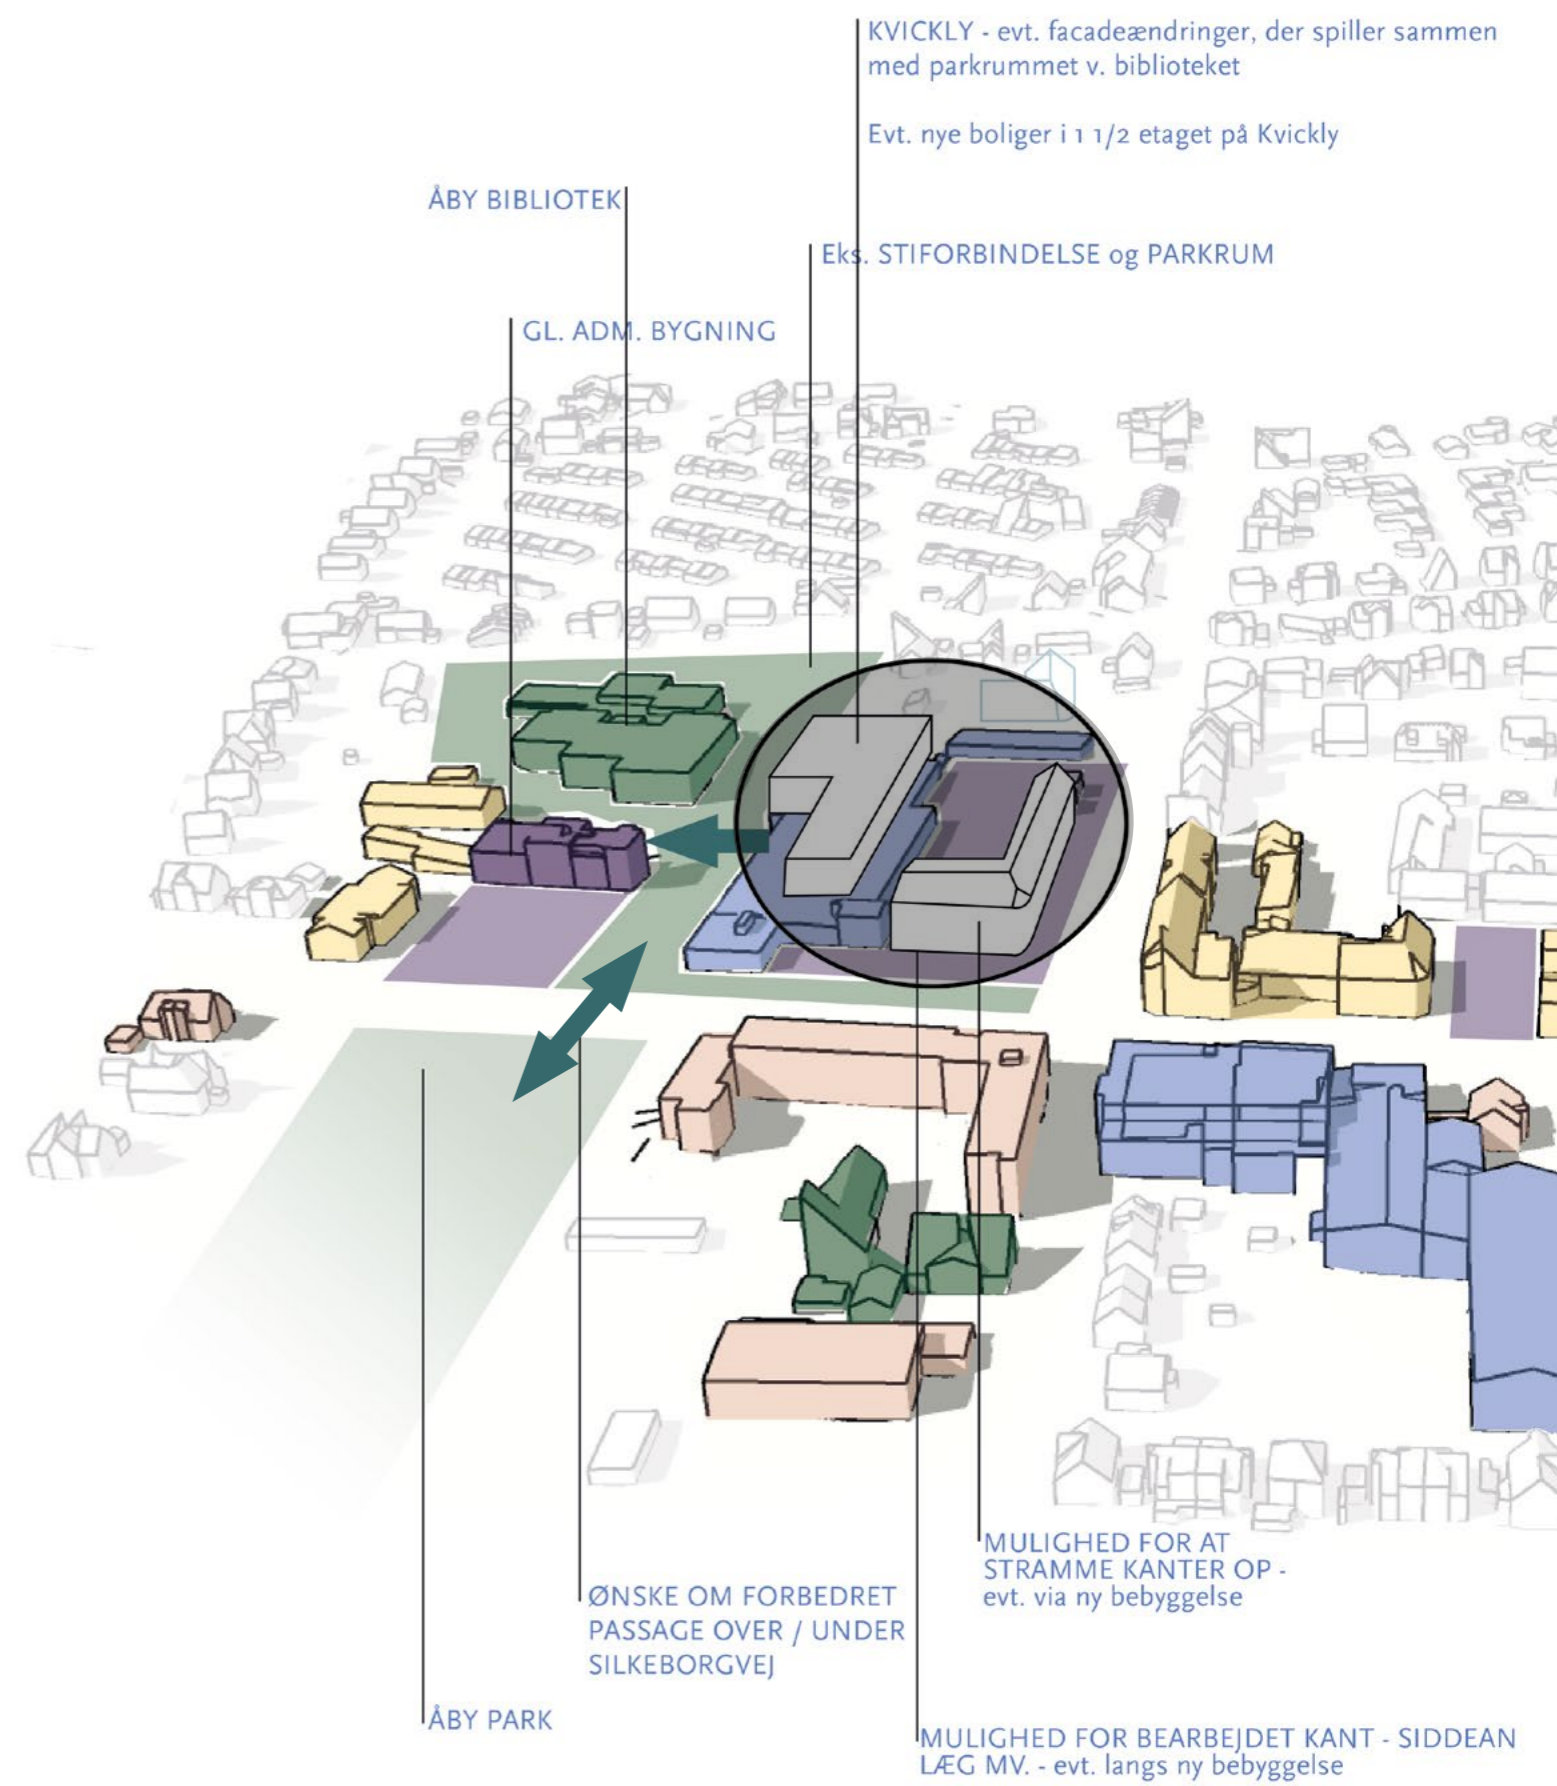 KVICKLY - evt. facadeændringer, der spiller sammen
med parkrummet v. biblioteket
Evt. nye boliger i 1 1/2 etaget på Kvickly
ÅBY BIBLIOTEK
Eks. STIFORBINDELSE og PARKRUM
GL. ADM. BYGNING
MULIGHED FOR AT
STRAMME KANTER OP -
evt. via ny bebyggelse
ØNSKE OM FORBEDRET
PASSAGE OVER / UNDER
SILKEBORGVEJ
ÅBY PARK
MULIGHED FOR BEARBEJDET KANT - SIDDEAN
LÆG MV. - evt. langs ny bebyggelse